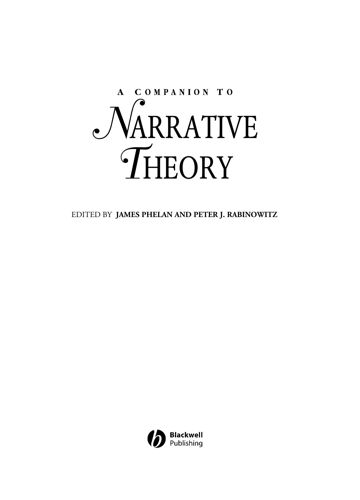 A COMPANION TO
NARRATIVE
THEORY
EDITED BY JAMES PHELAN AND PETER J. RABINOWITZ
Blackwell
Publishing